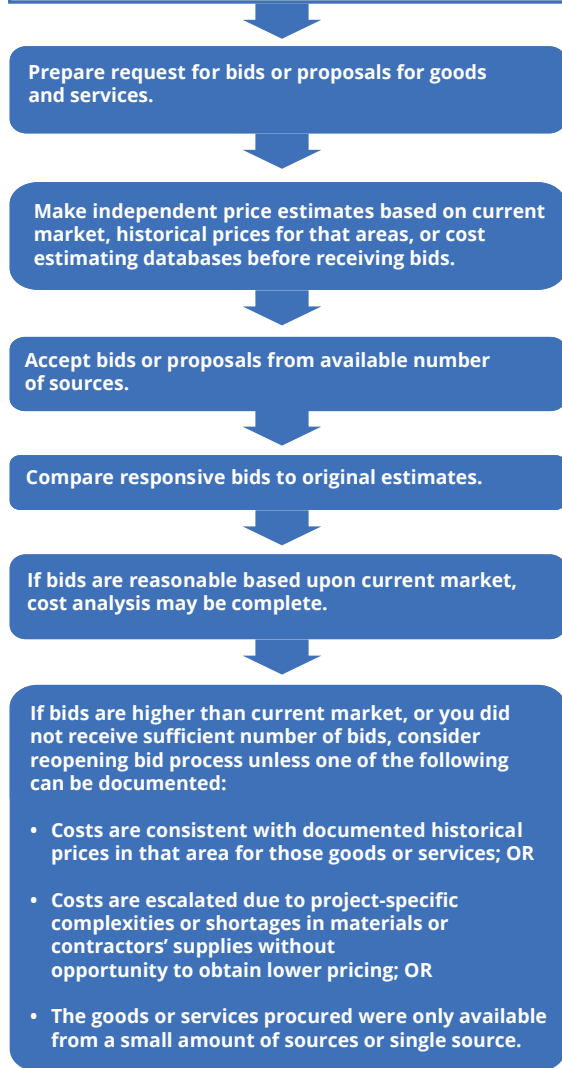 Prepare request for bids or proposals for goods
and services.
Make independent price estimates based on current
market, historical prices for that areas, or cost
estimating databases before receiving bids.
Accept bids or proposals from available number
of sources.
Compare responsive bids to original estimates.
If bids are reasonable based upon current market,
cost analysis may be complete.
If bids are higher than current market, or you did
not receive sufficient number of bids, consider
reopening bid process unless one of the following
can be documented:
• Costs are consistent with documented historical
prices in that area for those goods or services; OR
• Costs are escalated due to project-specific
complexities or shortages in materials or
contractors’ supplies without
opportunity to obtain lower pricing; OR
• The goods or services procured were only available
from a small amount of sources or single source.